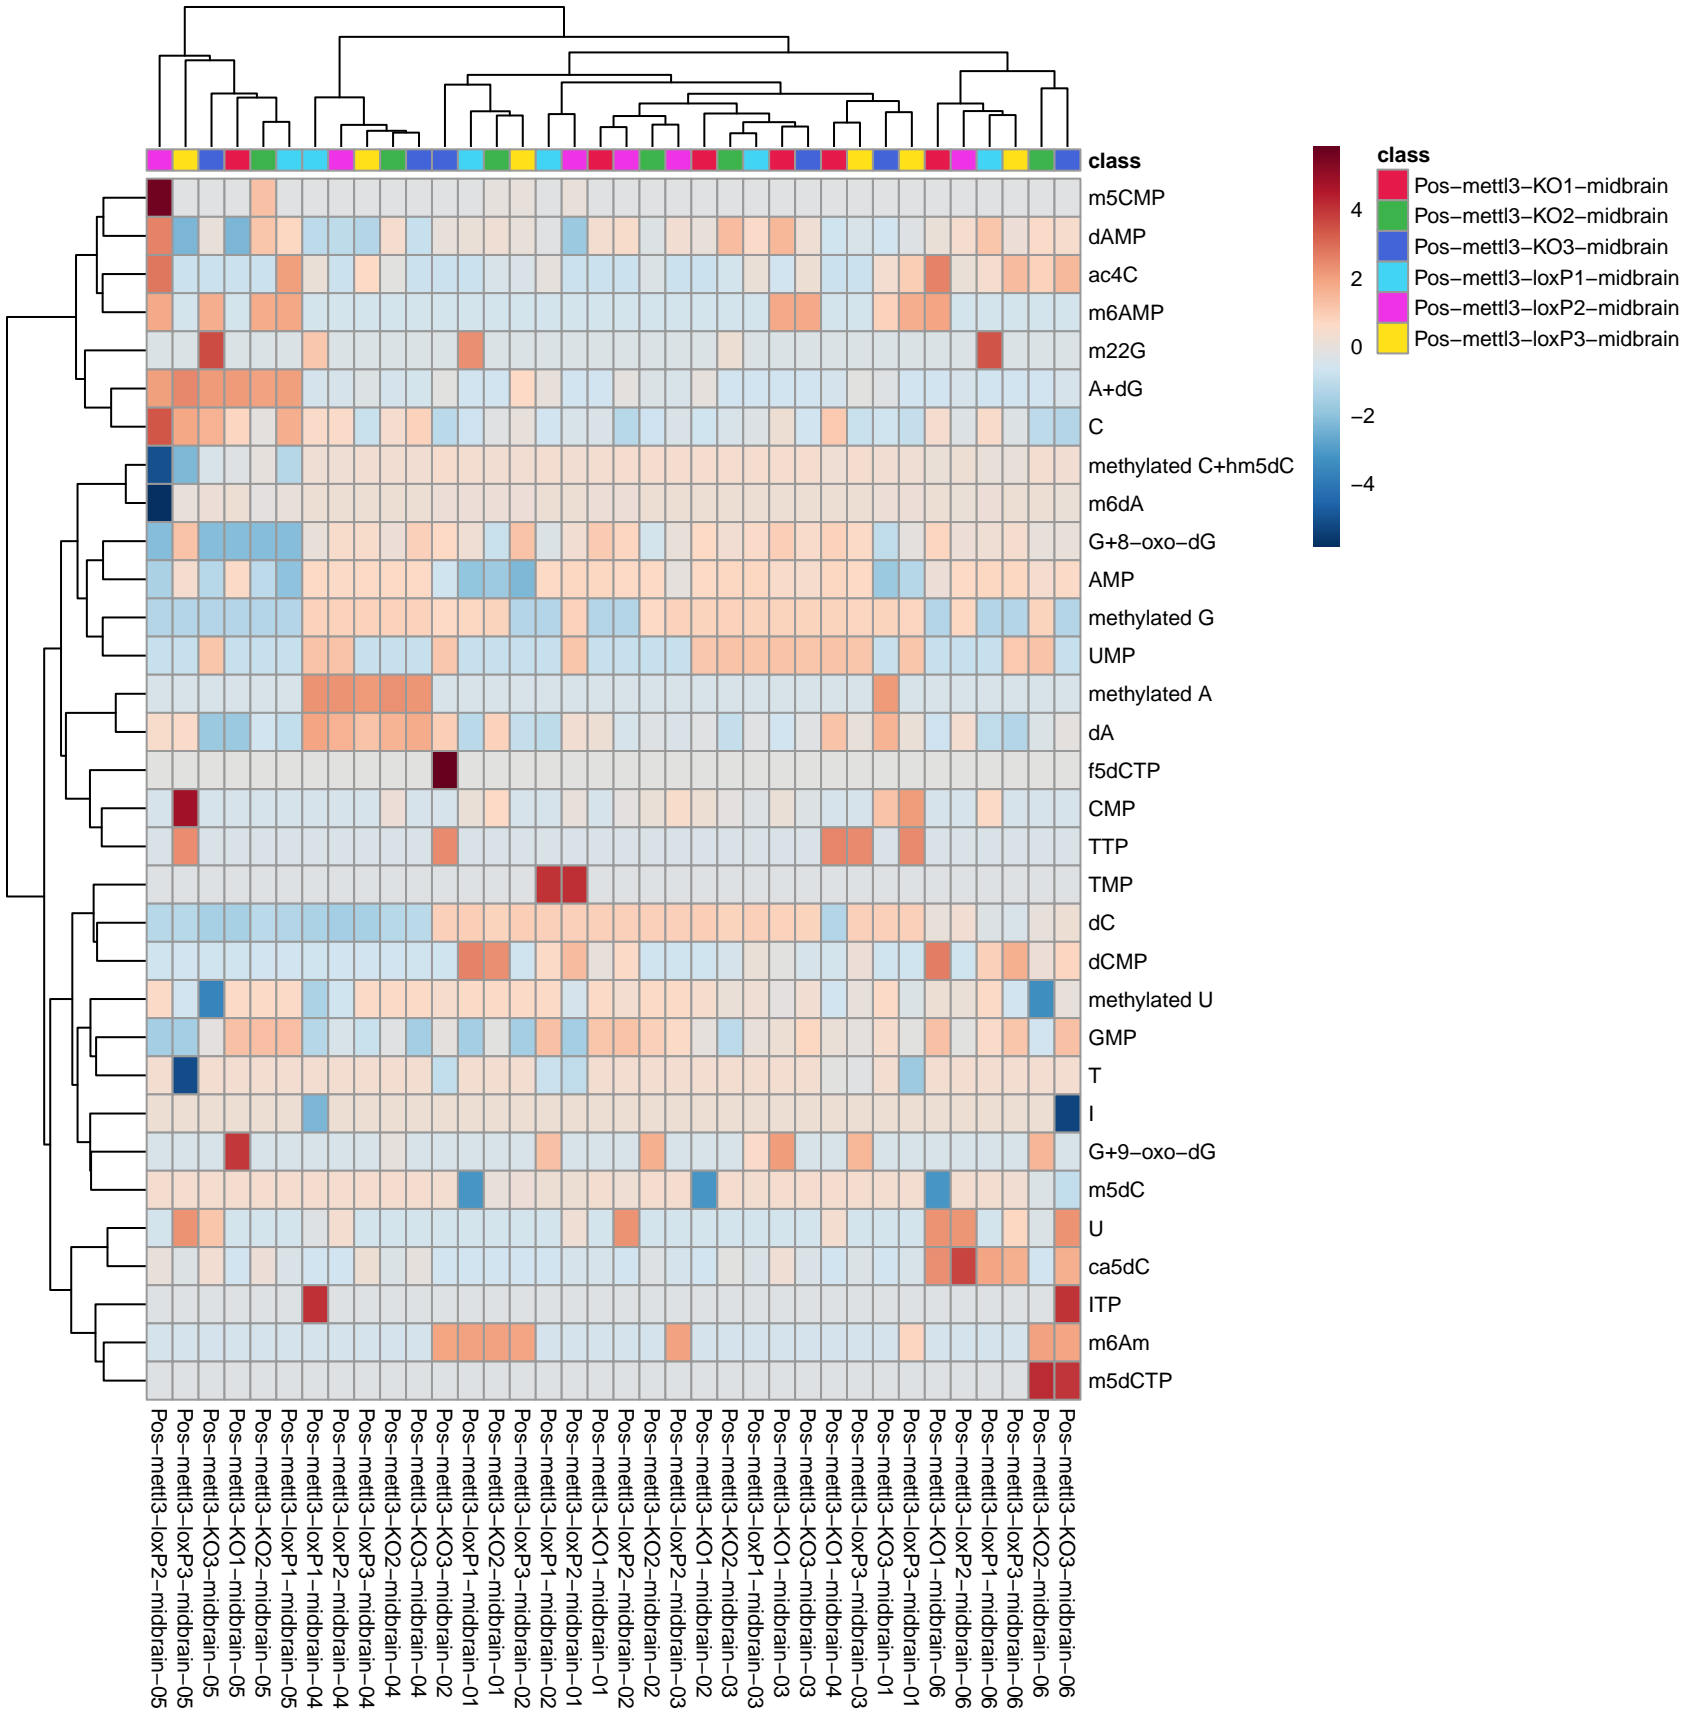 class
m5CMP
dAMP
ac4C
m6AMP
m22G
A+dG
C
methylated C+hm5dC
m6dA
G+8−oxo−dG
AMP
methylated G
UMP
methylated A
dA
f5dCTP
CMP
TTP
TMP
dC
dCMP
methylated U
GMP
T
I
G+9−oxo−dG
m5dC
U
ca5dC
ITP
m6Am
m5dCTP
4
2
0
−2
−4
class
Pos−mettl3−KO1−midbrain
Pos−mettl3−KO2−midbrain
Pos−mettl3−KO3−midbrain
Pos−mettl3−loxP1−midbrain
Pos−mettl3−loxP2−midbrain
Pos−mettl3−loxP3−midbrain
Pos−mettl3−loxP2−midbrain−05
Pos−mettl3−loxP3−midbrain−05
Pos−mettl3−KO3−midbrain−05
Pos−mettl3−KO1−midbrain−05
Pos−mettl3−KO2−midbrain−05
Pos−mettl3−loxP1−midbrain−05
Pos−mettl3−loxP1−midbrain−04
Pos−mettl3−loxP2−midbrain−04
Pos−mettl3−loxP3−midbrain−04
Pos−mettl3−KO2−midbrain−04
Pos−mettl3−KO3−midbrain−04
Pos−mettl3−KO3−midbrain−02
Pos−mettl3−loxP1−midbrain−01
Pos−mettl3−KO2−midbrain−01
Pos−mettl3−loxP3−midbrain−02
Pos−mettl3−loxP1−midbrain−02
Pos−mettl3−loxP2−midbrain−01
Pos−mettl3−KO1−midbrain−01
Pos−mettl3−loxP2−midbrain−02
Pos−mettl3−KO2−midbrain−02
Pos−mettl3−loxP2−midbrain−03
Pos−mettl3−KO1−midbrain−02
Pos−mettl3−KO2−midbrain−03
Pos−mettl3−loxP1−midbrain−03
Pos−mettl3−KO1−midbrain−03
Pos−mettl3−KO3−midbrain−03
Pos−mettl3−KO1−midbrain−04
Pos−mettl3−loxP3−midbrain−03
Pos−mettl3−KO3−midbrain−01
Pos−mettl3−loxP3−midbrain−01
Pos−mettl3−KO1−midbrain−06
Pos−mettl3−loxP2−midbrain−06
Pos−mettl3−loxP1−midbrain−06
Pos−mettl3−loxP3−midbrain−06
Pos−mettl3−KO2−midbrain−06
Pos−mettl3−KO3−midbrain−06